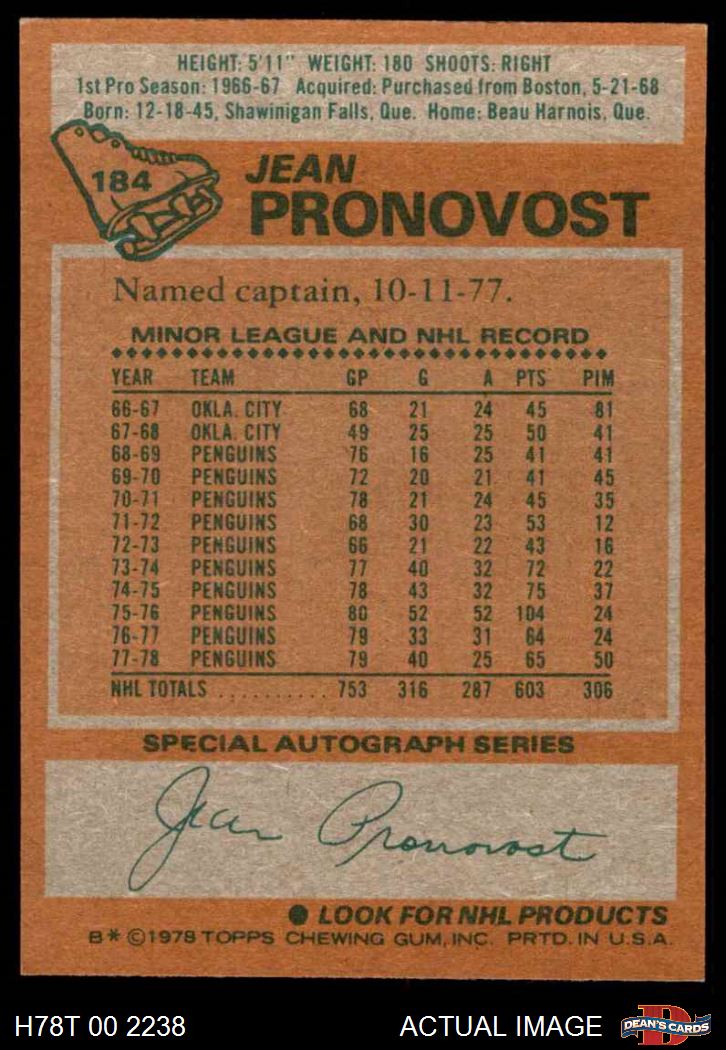 HEIGHT: 5'11" WEIGHT: 180 SHOOTS: RIGHT
1st Pro Season: 1966-67 Acquired: Purchased from Boston, 5-21-68
Born: 12-18-45, Shawinigan Falls, Que. Home: Beau Harnois, Que.
184
JEAN
PRONOVOST
Named captain, 10-11-77.
MINOR LEAGUE AND NHL RECORD
YEAR TEAM GP G A PTS PIM
66-67 OKLA. CITY 68 21 24 45 81
67-68 OKLA. CITY 49 25 25 50 41
68-69 PENGUINS 76 16 25 41 41
69-70 PENGUINS 72 20 21 41 45
70-71 PENGUINS 78 21 24 45 35
71-72 PENGUINS 68 30 23 53 12
72-73 PENGUINS 66 21 22 43 16
73-74 PENGUINS 77 40 32 72 22
74-75 PENGUINS 78 43 32 75 37
75-76 PENGUINS 80 52 52 104 24
76-77 PENGUINS 79 33 31 64 24
77-78 PENGUINS 79 40 25 65 50
NHL TOTALS .......... 753 316 287 603 306
SPECIAL AUTOGRAPH SERIES
Jean Pronovost
● LOOK FOR NHL PRODUCTS
B* ©1978 TOPPS CHEWING GUM, INC. PRTD. IN U.S.A.
H78T 00 2238 ACTUAL IMAGE D DEAN'S CARDS